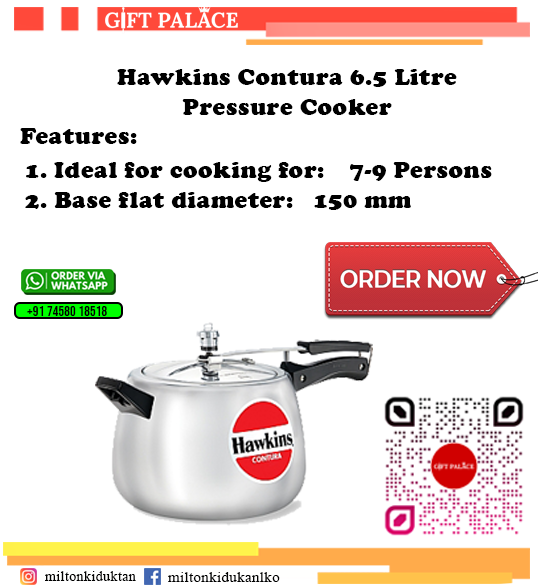 GIFT PALACE
Hawkins Contura 6.5 Litre
Pressure Cooker
Features:
1. Ideal for cooking for: 7-9 Persons
2. Base flat diameter: 150 mm
ORDER NOW
ORDER VIA
WHATSAPP
+91 74580 18518
Hawkins
CONTURA
GIFT PALACE
miltonkiduktan miltonkidukanlko